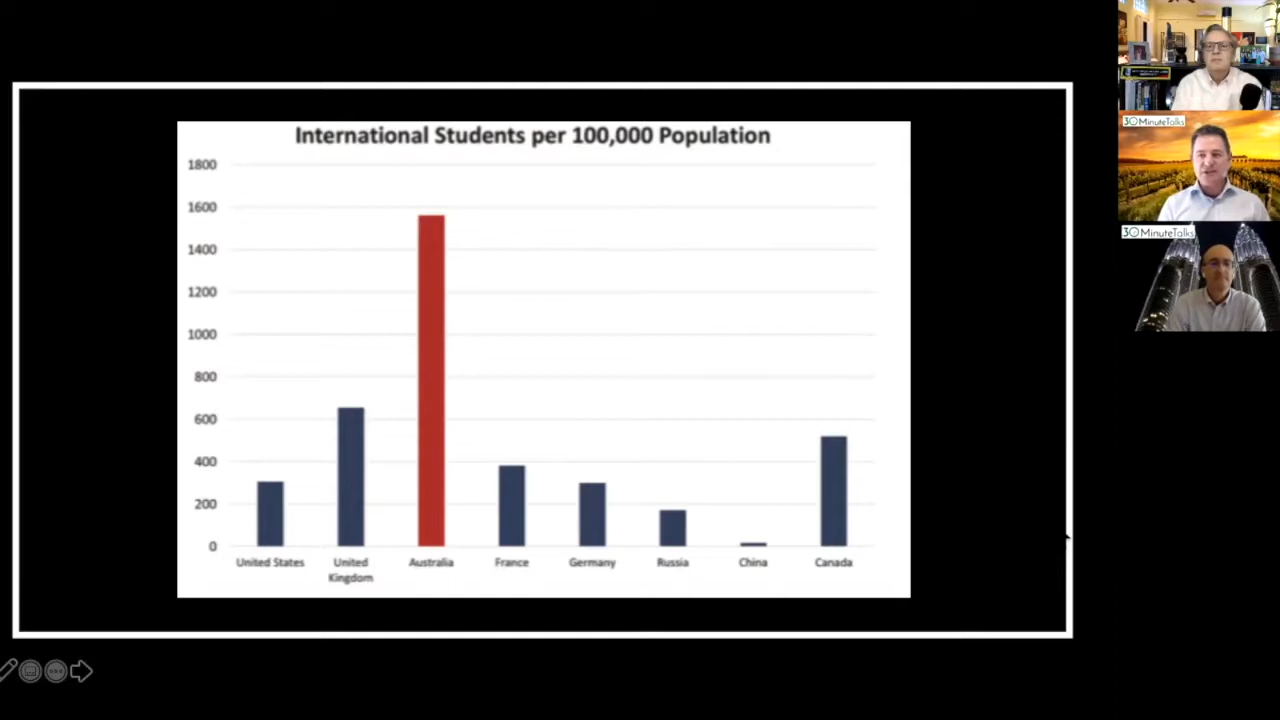 International Students per 100,000 Population
1800
1600
1400
1200
1000
800
600
400
200
0
United States
United
Kingdom
Australia
France
Germany
Russia
China
Canada
30MinuteTalks
30MinuteTalks